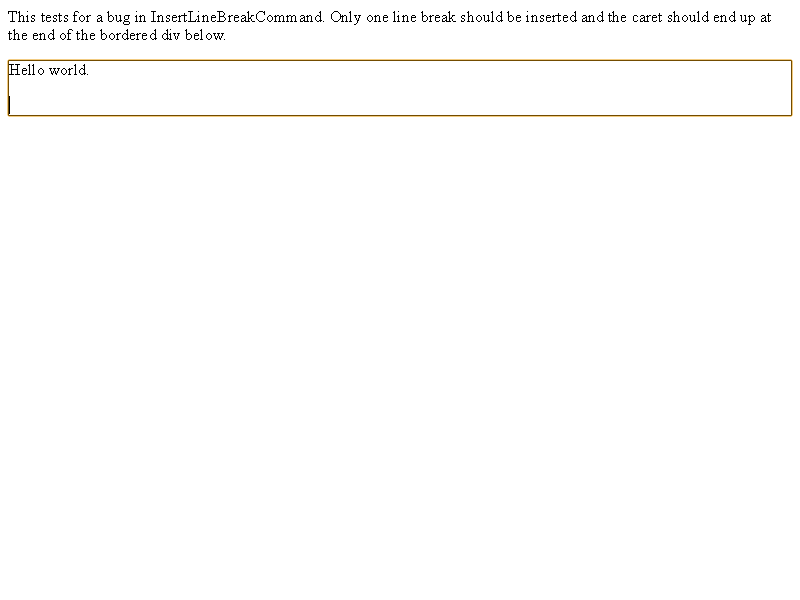 This tests for a bug in InsertLineBreakCommand. Only one line break should be inserted and the caret should end up at
the end of the bordered div below.
Hello world.